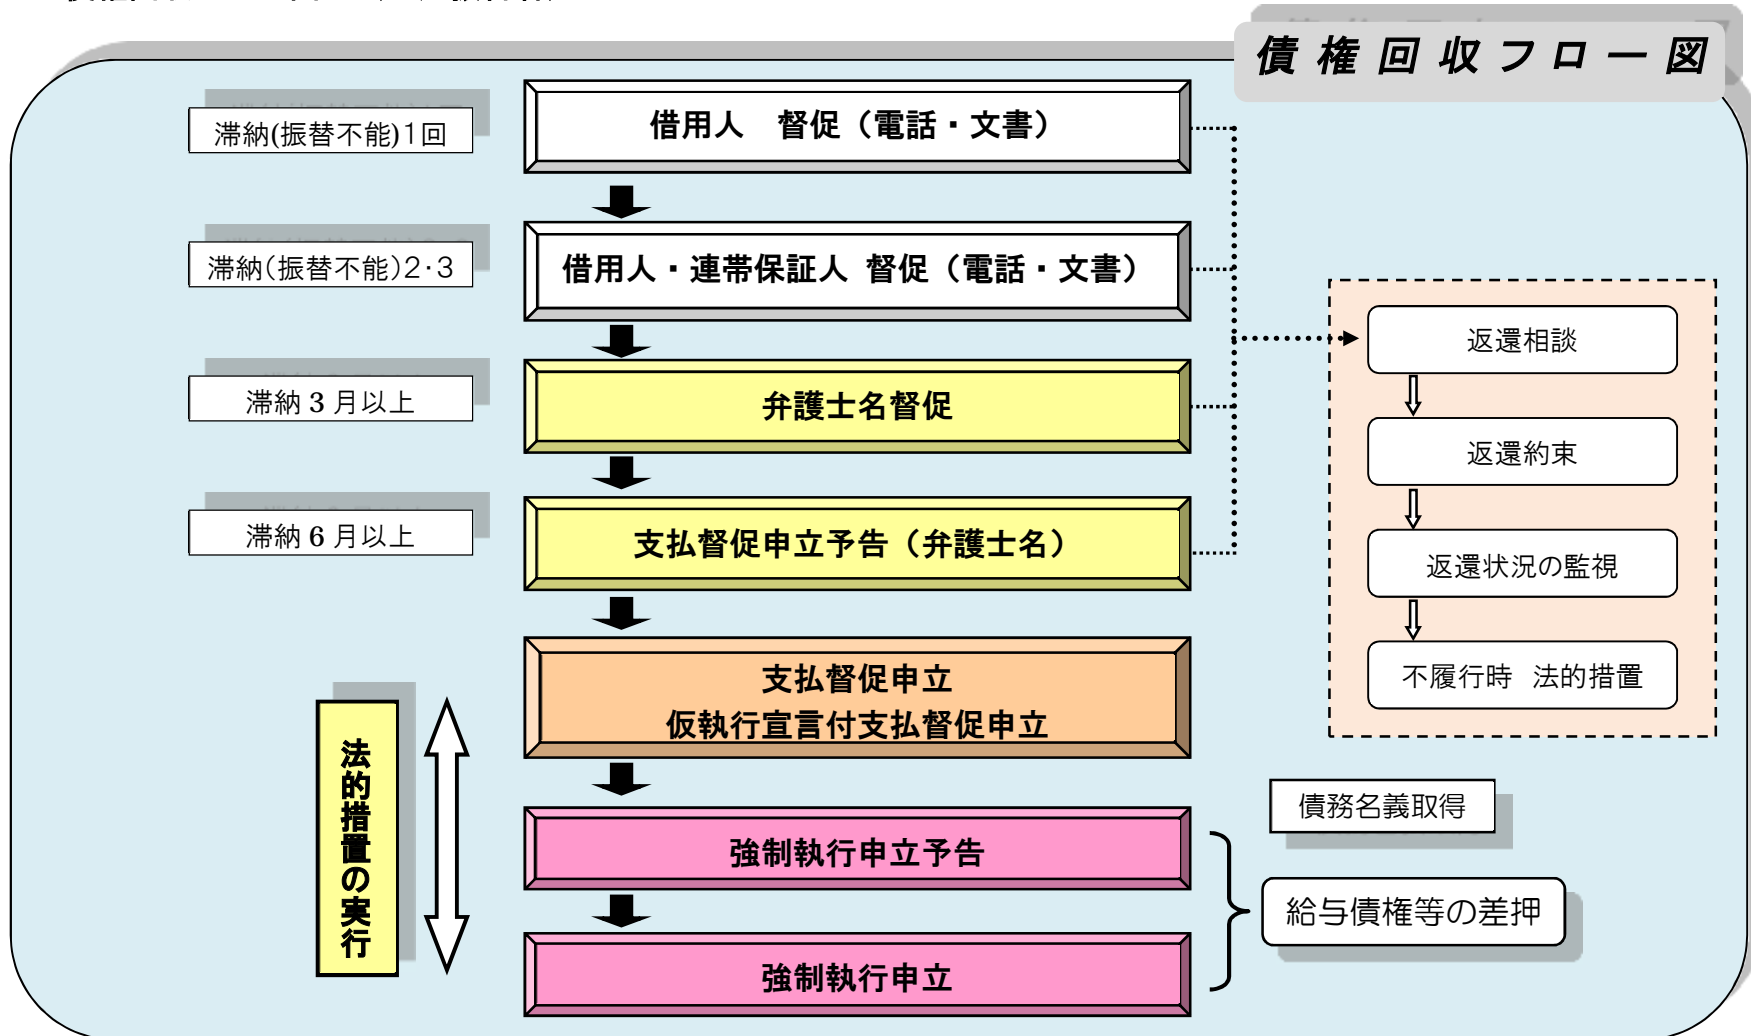 債権回収フロー図
滞納(振替不能)1回
借用人　督促（電話・文書）
滞納(振替不能)2・3
借用人・連帯保証人 督促（電話・文書）
滞納 3 月以上
弁護士名督促
滞納 6 月以上
支払督促申立予告（弁護士名）
支払督促申立
仮執行宣言付支払督促申立
法的措置の実行
強制執行申立予告
強制執行申立
返還相談
返還約束
返還状況の監視
不履行時 法的措置
債務名義取得
給与債権等の差押